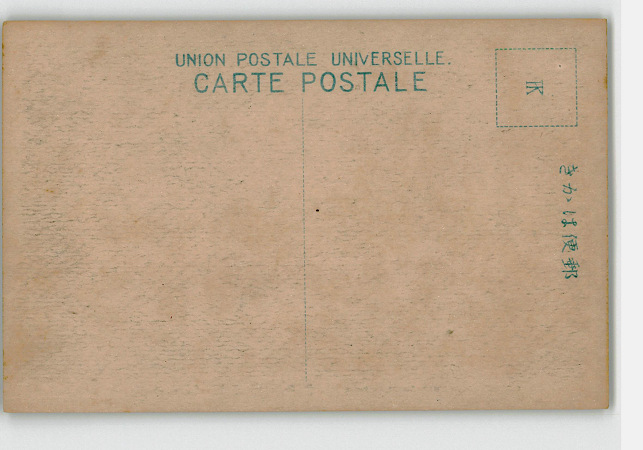 UNION POSTALE UNIVERSELLE.
CARTE POSTALE
郵便はかき